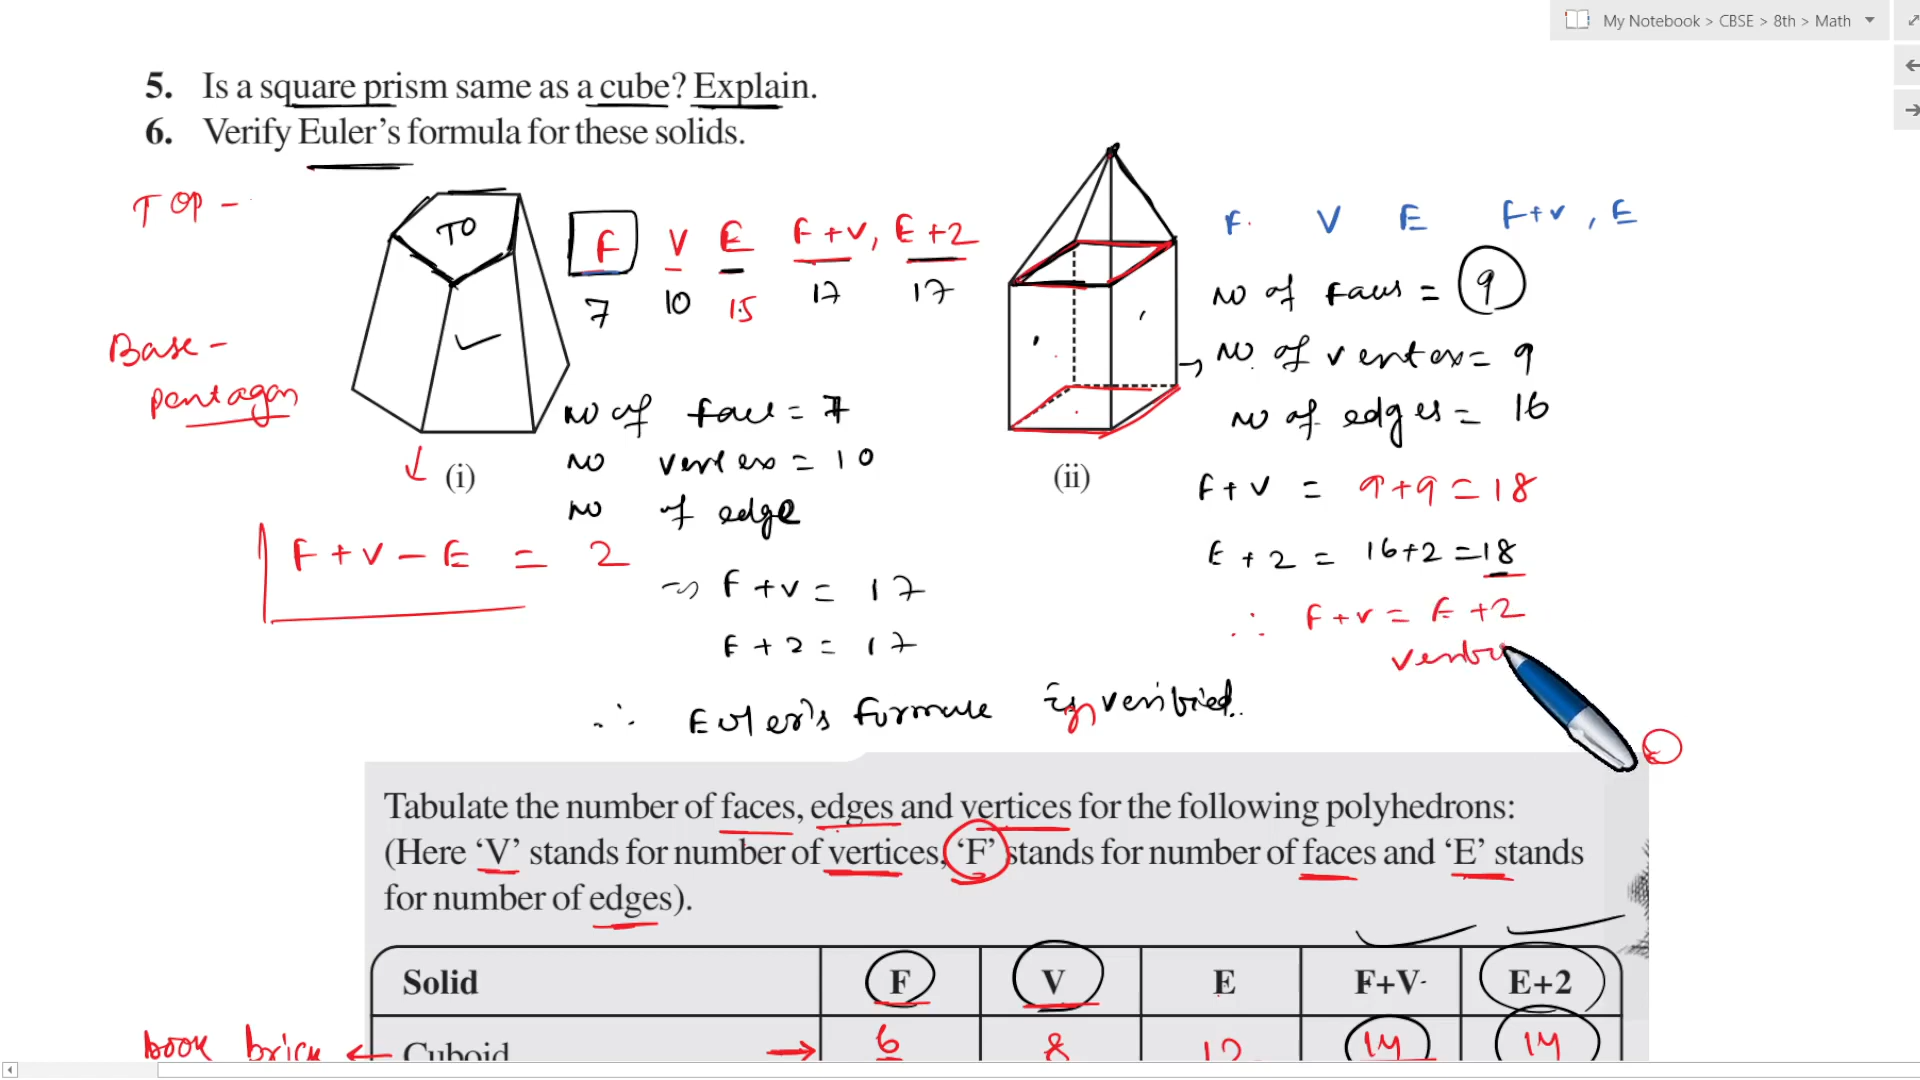 My Notebook > CBSE > 8th > Math
5. Is a square prism same as a cube? Explain.
6. Verify Euler's formula for these solids.
TOP -
TO
F V E F+V, E+2
7 10 15 17 17
Base -
pentagon
(i)
No of face = 7
No vertex = 10
No of edge
F+V-E = 2
F+V = 17
E+2 = 17
∴ Euler's formula is verified.
(ii)
F V E F+V, E
No of faces = 9
No. of vertex = 9
No of edges = 16
F+V = 9+9=18
E+2 = 16+2=18
∴ F+V = E+2
Tabulate the number of faces, edges and vertices for the following polyhedrons:
(Here 'V' stands for number of vertices, 'F' stands for number of faces and 'E' stands
for number of edges).
Solid F V E F+V E+2
book brick ← Cuboid → 6 8 12 14 14